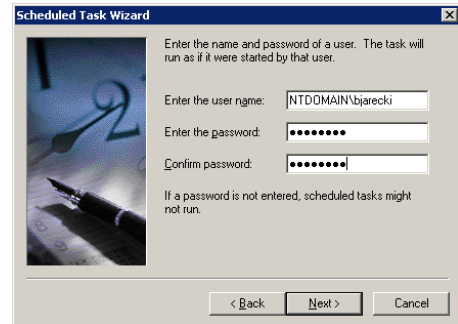 Scheduled Task Wizard
Enter the name and password of a user. The task will
run as if it were started by that user.
Enter the user name: NTDOMAIN\bjarecki
Enter the password: ●●●●●●●●
Confirm password: ●●●●●●●●
If a password is not entered, scheduled tasks might
not run.
< Back Next > Cancel